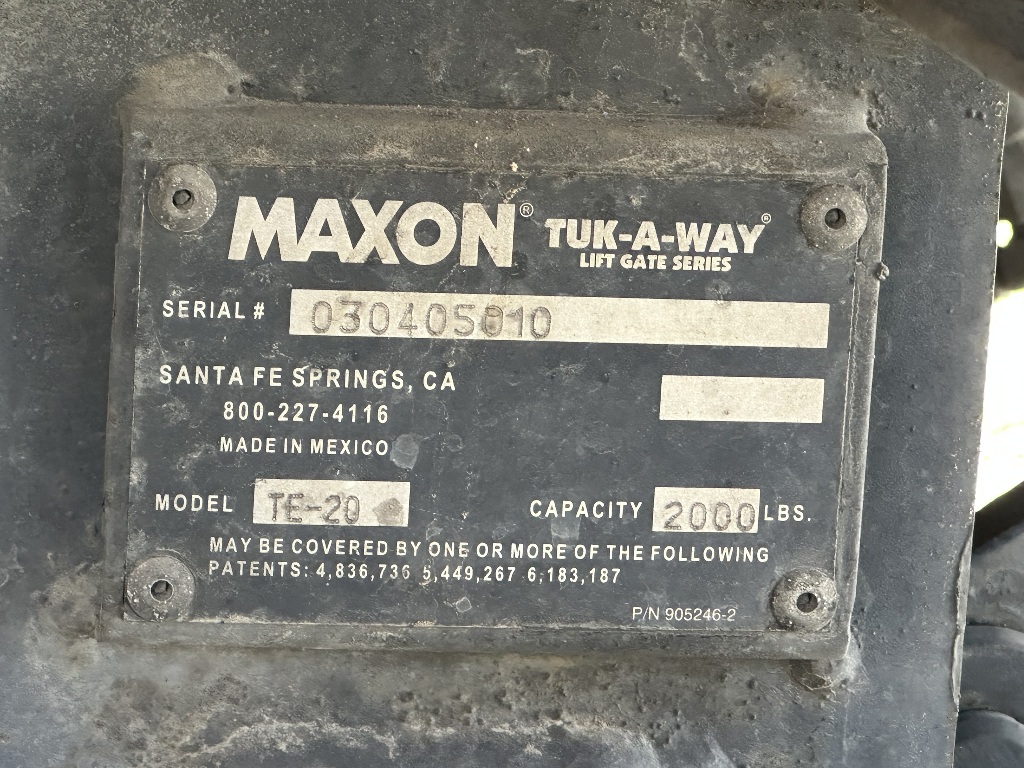 MAXON® TUK-A-WAY®
LIFT GATE SERIES
SERIAL # 030405010
SANTA FE SPRINGS, CA
800-227-4116
MADE IN MEXICO
MODEL TE-20 CAPACITY 2000 LBS.
MAY BE COVERED BY ONE OR MORE OF THE FOLLOWING
PATENTS: 4,836,736 5,449,267 6,183,187
P/N 905246-2